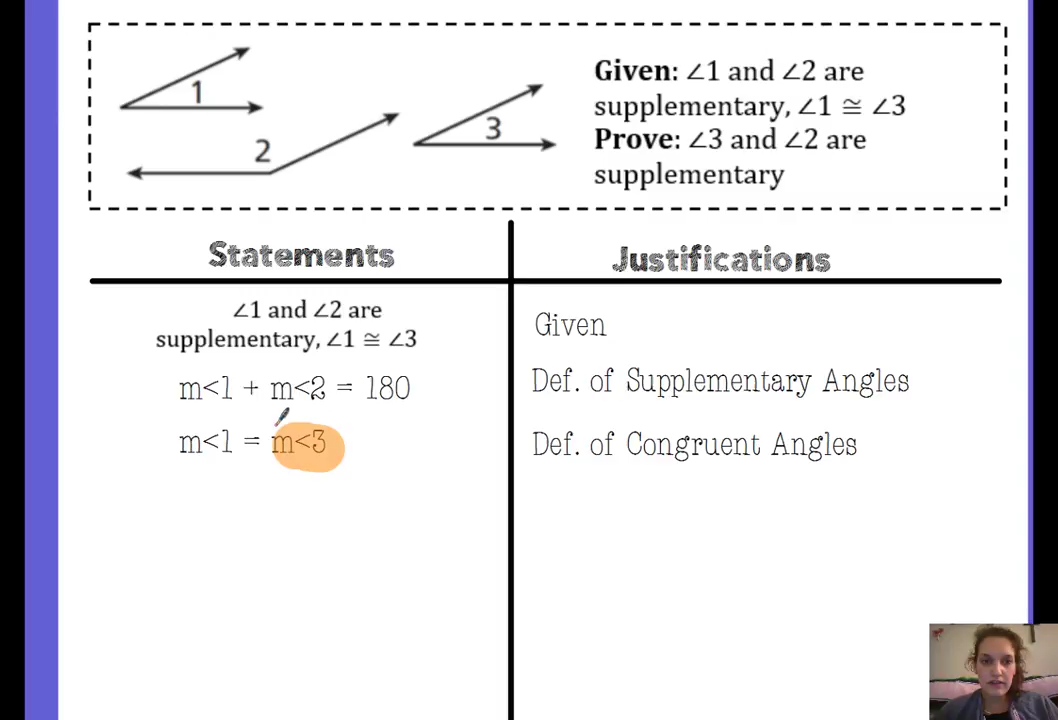 1
2
3
Given: ∠1 and ∠2 are
supplementary, ∠1 ≅ ∠3
Prove: ∠3 and ∠2 are
supplementary
Statements
Justifications
∠1 and ∠2 are
supplementary, ∠1 ≅ ∠3
Given
m<1 + m<2 = 180
Def. of Supplementary Angles
m<1 = m<3
Def. of Congruent Angles